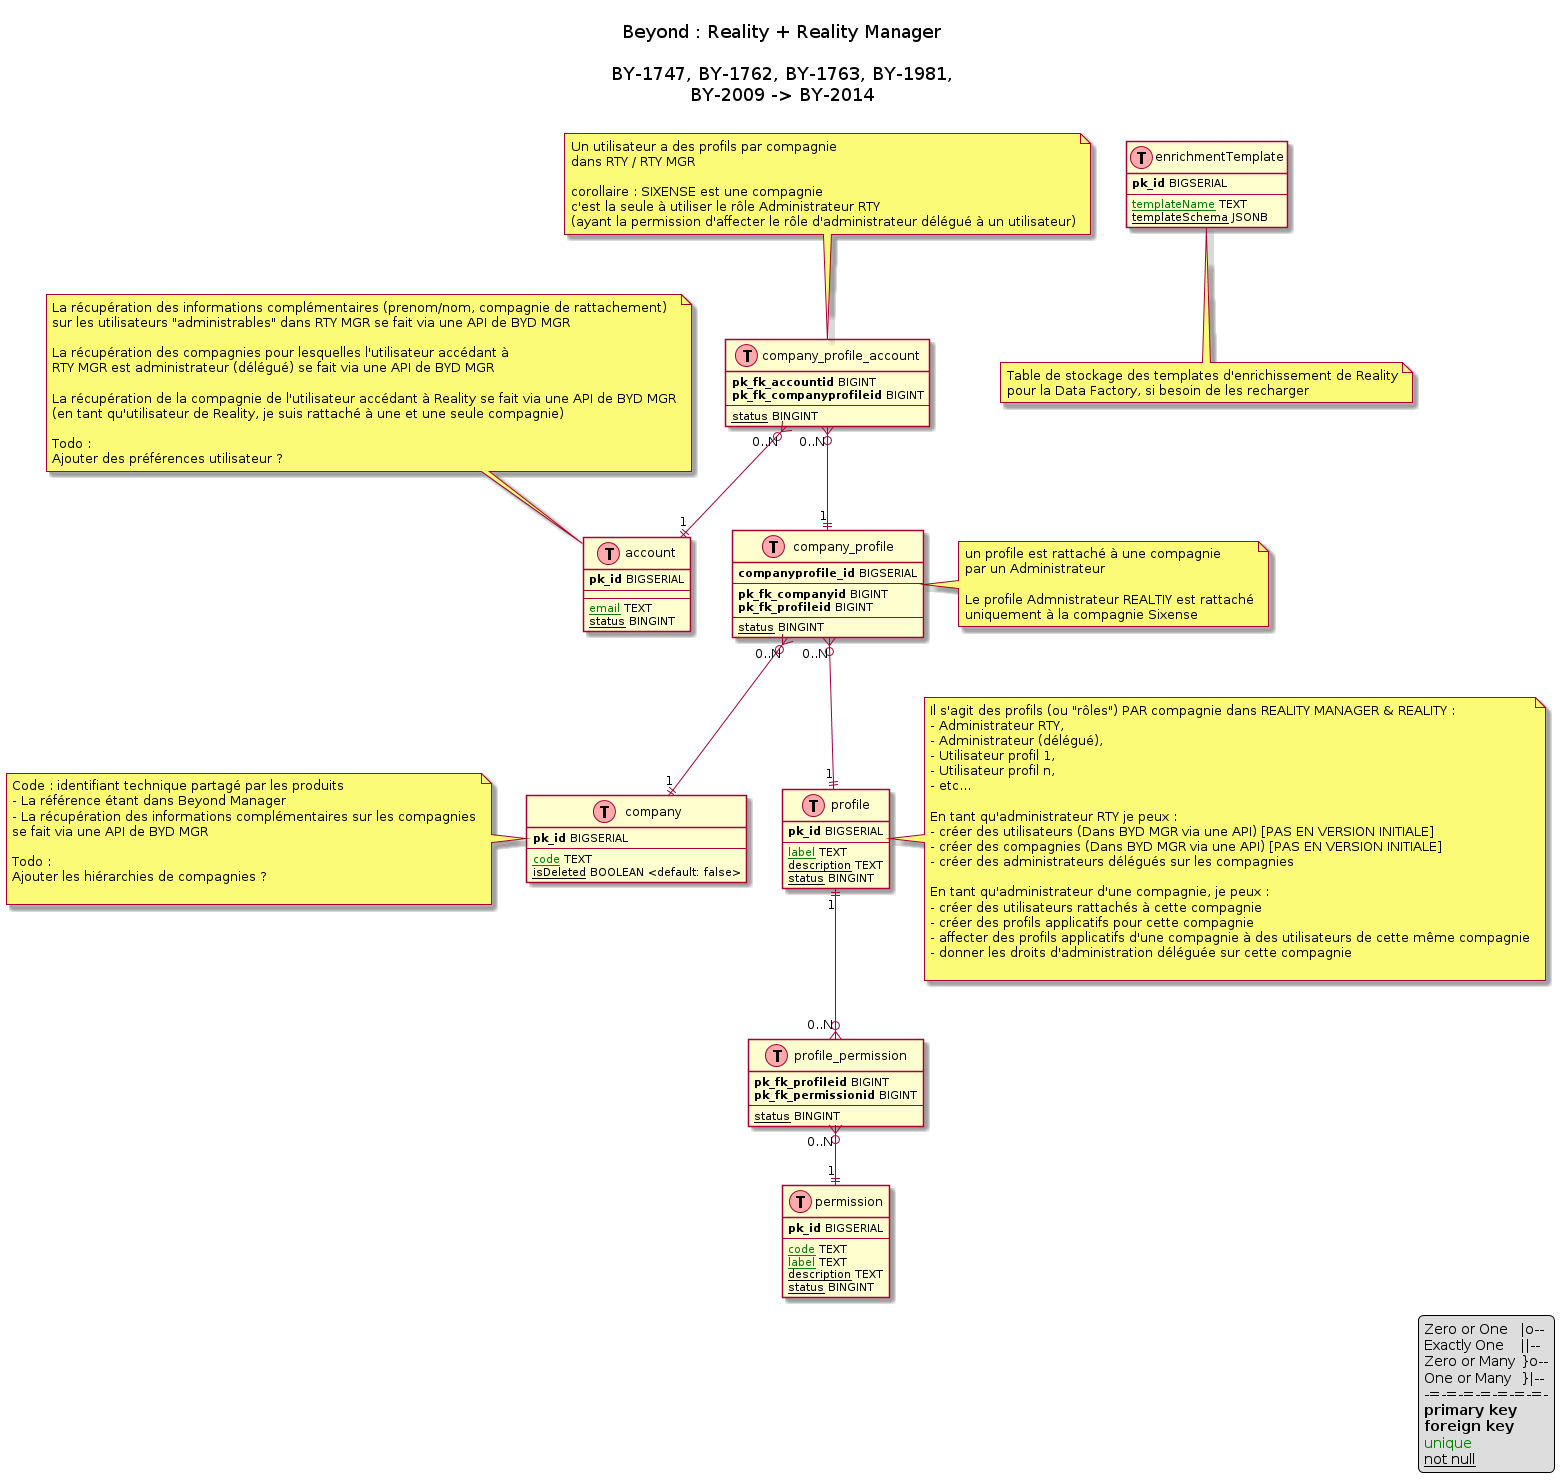 Beyond : Reality + Reality Manager
BY-1747, BY-1762, BY-1763, BY-1981,
BY-2009 -> BY-2014
Un utilisateur a des profils par compagnie
dans RTY / RTY MGR
corollaire : SIXENSE est une compagnie
c'est la seule à utiliser le rôle Administrateur RTY
(ayant la permission d'affecter le rôle d'administrateur délégué à un utilisateur)
T enrichmentTemplate
pk_id BIGSERIAL
templateName TEXT
templateSchema JSONB
La récupération des informations complémentaires (prenom/nom, compagnie de rattachement)
sur les utilisateurs "administrables" dans RTY MGR se fait via une API de BYD MGR
La récupération des compagnies pour lesquelles l'utilisateur accédant à
RTY MGR est administrateur (délégué) se fait via une API de BYD MGR
La récupération de la compagnie de l'utilisateur accédant à Reality se fait via une API de BYD MGR
(en tant qu'utilisateur de Reality, je suis rattaché à une et une seule compagnie)
Todo :
Ajouter des préférences utilisateur ?
T company_profile_account
pk_fk_accountid BIGINT
pk_fk_companyprofileid BIGINT
status BINGINT
Table de stockage des templates d'enrichissement de Reality
pour la Data Factory, si besoin de les recharger
0..N
0..N
1
1
T account
pk_id BIGSERIAL
email TEXT
status BINGINT
T company_profile
companyprofile_id BIGSERIAL
pk_fk_companyid BIGINT
pk_fk_profileid BIGINT
status BINGINT
un profile est rattaché à une compagnie
par un Administrateur
Le profile Admnistrateur REALTIY est rattaché
uniquement à la compagnie Sixense
0..N
0..N
1
1
Code : identifiant technique partagé par les produits
- La référence étant dans Beyond Manager
- La récupération des informations complémentaires sur les compagnies
se fait via une API de BYD MGR
Todo :
Ajouter les hiérarchies de compagnies ?
T company
pk_id BIGSERIAL
code TEXT
isDeleted BOOLEAN <default: false>
T profile
pk_id BIGSERIAL
label TEXT
description TEXT
status BINGINT
Il s'agit des profils (ou "rôles") PAR compagnie dans REALITY MANAGER & REALITY :
- Administrateur RTY,
- Administrateur (délégué),
- Utilisateur profil 1,
- Utilisateur profil n,
- etc...
En tant qu'administrateur RTY je peux :
- créer des utilisateurs (Dans BYD MGR via une API) [PAS EN VERSION INITIALE]
- créer des compagnies (Dans BYD MGR via une API) [PAS EN VERSION INITIALE]
- créer des administrateurs délégués sur les compagnies
En tant qu'administrateur d'une compagnie, je peux :
- créer des utilisateurs rattachés à cette compagnie
- créer des profils applicatifs pour cette compagnie
- affecter des profils applicatifs d'une compagnie à des utilisateurs de cette même compagnie
- donner les droits d'administration déléguée sur cette compagnie
1
0..N
T profile_permission
pk_fk_profileid BIGINT
pk_fk_permissionid BIGINT
status BINGINT
0..N
1
T permission
pk_id BIGSERIAL
code TEXT
label TEXT
description TEXT
status BINGINT
Zero or One |o--
Exactly One ||--
Zero or Many }o--
One or Many }|--
-=-=-=-=-=-=-=-
primary key
foreign key
unique
not null